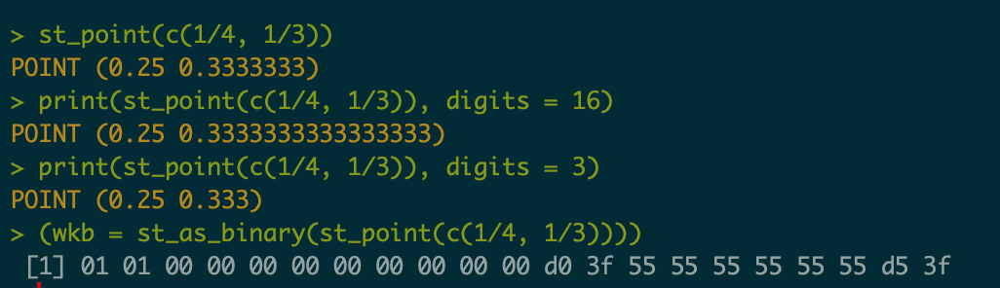 > st_point(c(1/4, 1/3))
POINT (0.25 0.3333333)
> print(st_point(c(1/4, 1/3)), digits = 16)
POINT (0.25 0.3333333333333333)
> print(st_point(c(1/4, 1/3)), digits = 3)
POINT (0.25 0.333)
> (wkb = st_as_binary(st_point(c(1/4, 1/3))))
[1] 01 01 00 00 00 00 00 00 00 00 00 d0 3f 55 55 55 55 55 55 d5 3f